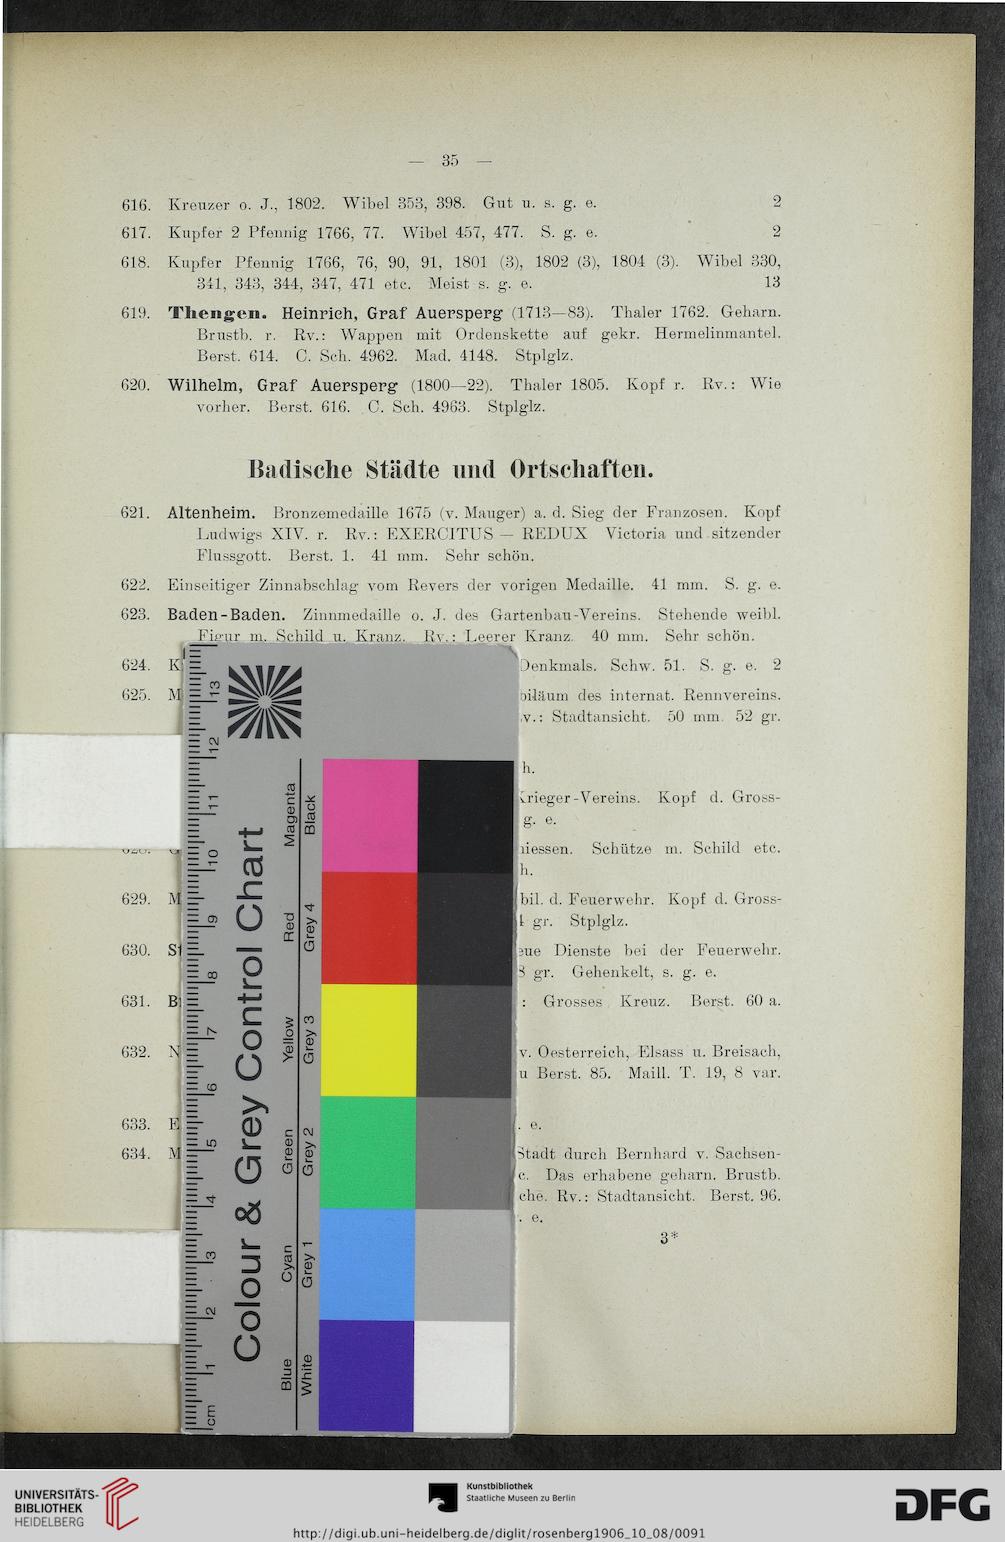 — 35 —
616. Kreuzer o. J., 1802. Wibel 353, 398. Gut u. s. g. e. 2
617. Kupfer 2 Pfennig 1766, 77. Wibel 457, 477. S. g. e. 2
618. Kupfer Pfennig 1766, 76, 90, 91, 1801 (3), 1802 (3), 1804 (3). Wibel 330,
341, 343, 344, 347, 471 etc. Meist s. g. e. 13
619. Thengen. Heinrich, Graf Auersperg (1713—83). Thaler 1762. Geharn.
Brustb. r. Rv.: Wappen mit Ordenskette auf gekr. Hermelinmantel.
Berst. 614. C. Sch. 4962. Mad. 4148. Stplglz.
620. Wilhelm, Graf Auersperg (1800—22). Thaler 1805. Kopf r. Rv.: Wie
vorher. Berst. 616. C. Sch. 4963. Stplglz.
Badische Städte und Ortschaften.
621. Altenheim. Bronzemedaille 1675 (v. Mauger) a. d. Sieg der Franzosen. Kopf
Ludwigs XIV. r. Rv.: EXERCITUS — REDUX Victoria und sitzender
Flussgott. Berst. 1. 41 mm. Sehr schön.
622. Einseitiger Zinnabschlag vom Revers der vorigen Medaille. 41 mm. S. g. e.
623. Baden-Baden. Zinnmedaille o. J. des Gartenbau-Vereins. Stehende weibl.
Figur m. Schild u. Kranz. Rv.: Leerer Kranz. 40 mm. Sehr schön.
624. K Denkmals. Schw. 51. S. g. e. 2
625. M biläum des internat. Rennvereins.
v.: Stadtansicht. 50 mm. 52 gr.
h.
Krieger-Vereins. Kopf d. Gross-
g. e.
iessen. Schütze m. Schild etc.
h.
629. M bil. d. Feuerwehr. Kopf d. Gross-
gr. Stplglz.
630. St eue Dienste bei der Feuerwehr.
8 gr. Gehenkelt, s. g. e.
631. B : Grosses Kreuz. Berst. 60 a.
632. N v. Oesterreich, Elsass u. Breisach,
u Berst. 85. Maill. T. 19, 8 var.
633. E . e.
634. M Stadt durch Bernhard v. Sachsen-
c. Das erhabene geharn. Brustb.
che. Rv.: Stadtansicht. Berst. 96.
. e.
3*
Colour & Grey Control Chart
Blue Cyan Green Yellow Red Magenta
White Grey 1 Grey 2 Grey 3 Grey 4 Black
cm 1 2 3 4 5 6 7 8 9 10 11 12 13
UNIVERSITÄTS-
BIBLIOTHEK
HEIDELBERG
Kunstbibliothek
Staatliche Museen zu Berlin
DFG
http://digi.ub.uni-heidelberg.de/diglit/rosenberg1906_10_08/0091